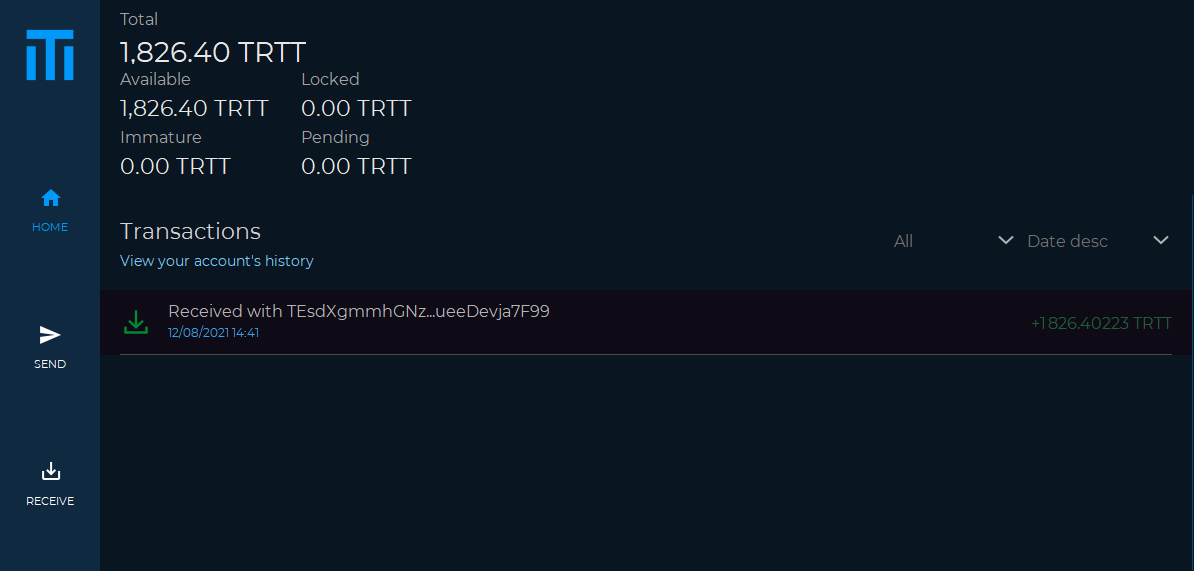 Total
1,826.40 TRTT
Available Locked
1,826.40 TRTT 0.00 TRTT
Immature Pending
0.00 TRTT 0.00 TRTT
HOME
Transactions
View your account's history
All Date desc
Received with TEsdXgmmhGNz...ueeDevja7F99
12/08/2021 14:41
+1 826.40223 TRTT
SEND
RECEIVE